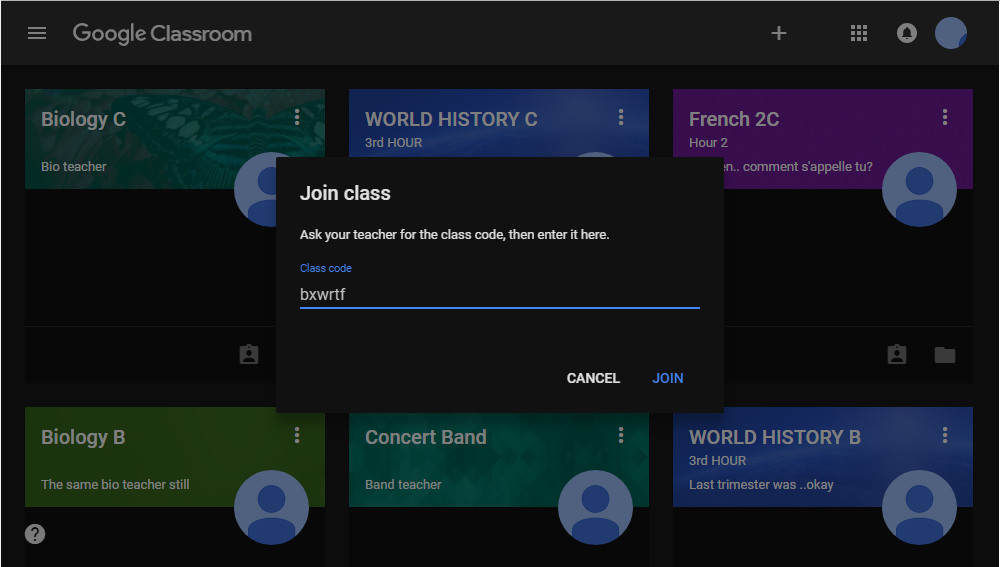 Google Classroom
Biology C
Bio teacher
WORLD HISTORY C
3rd HOUR
French 2C
Hour 2
comment s'appelle tu?
Join class
Ask your teacher for the class code, then enter it here.
Class code
bxwrtf
CANCEL
JOIN
Biology B
The same bio teacher still
Concert Band
Band teacher
WORLD HISTORY B
3rd HOUR
Last trimester was ..okay
?